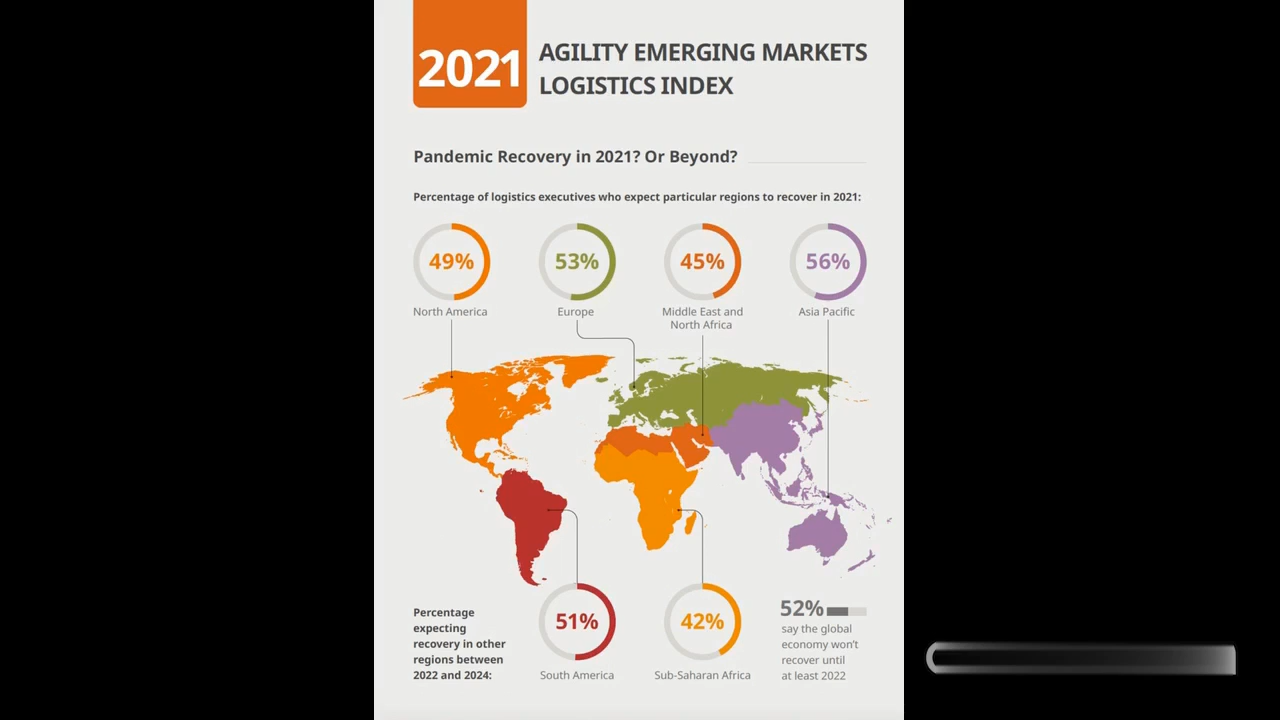 2021
AGILITY EMERGING MARKETS
LOGISTICS INDEX
Pandemic Recovery in 2021? Or Beyond?
Percentage of logistics executives who expect particular regions to recover in 2021:
49%
North America
53%
Europe
45%
Middle East and
North Africa
56%
Asia Pacific
Percentage
expecting
recovery in other
regions between
2022 and 2024:
51%
South America
42%
Sub-Saharan Africa
52%
say the global
economy won't
recover until
at least 2022